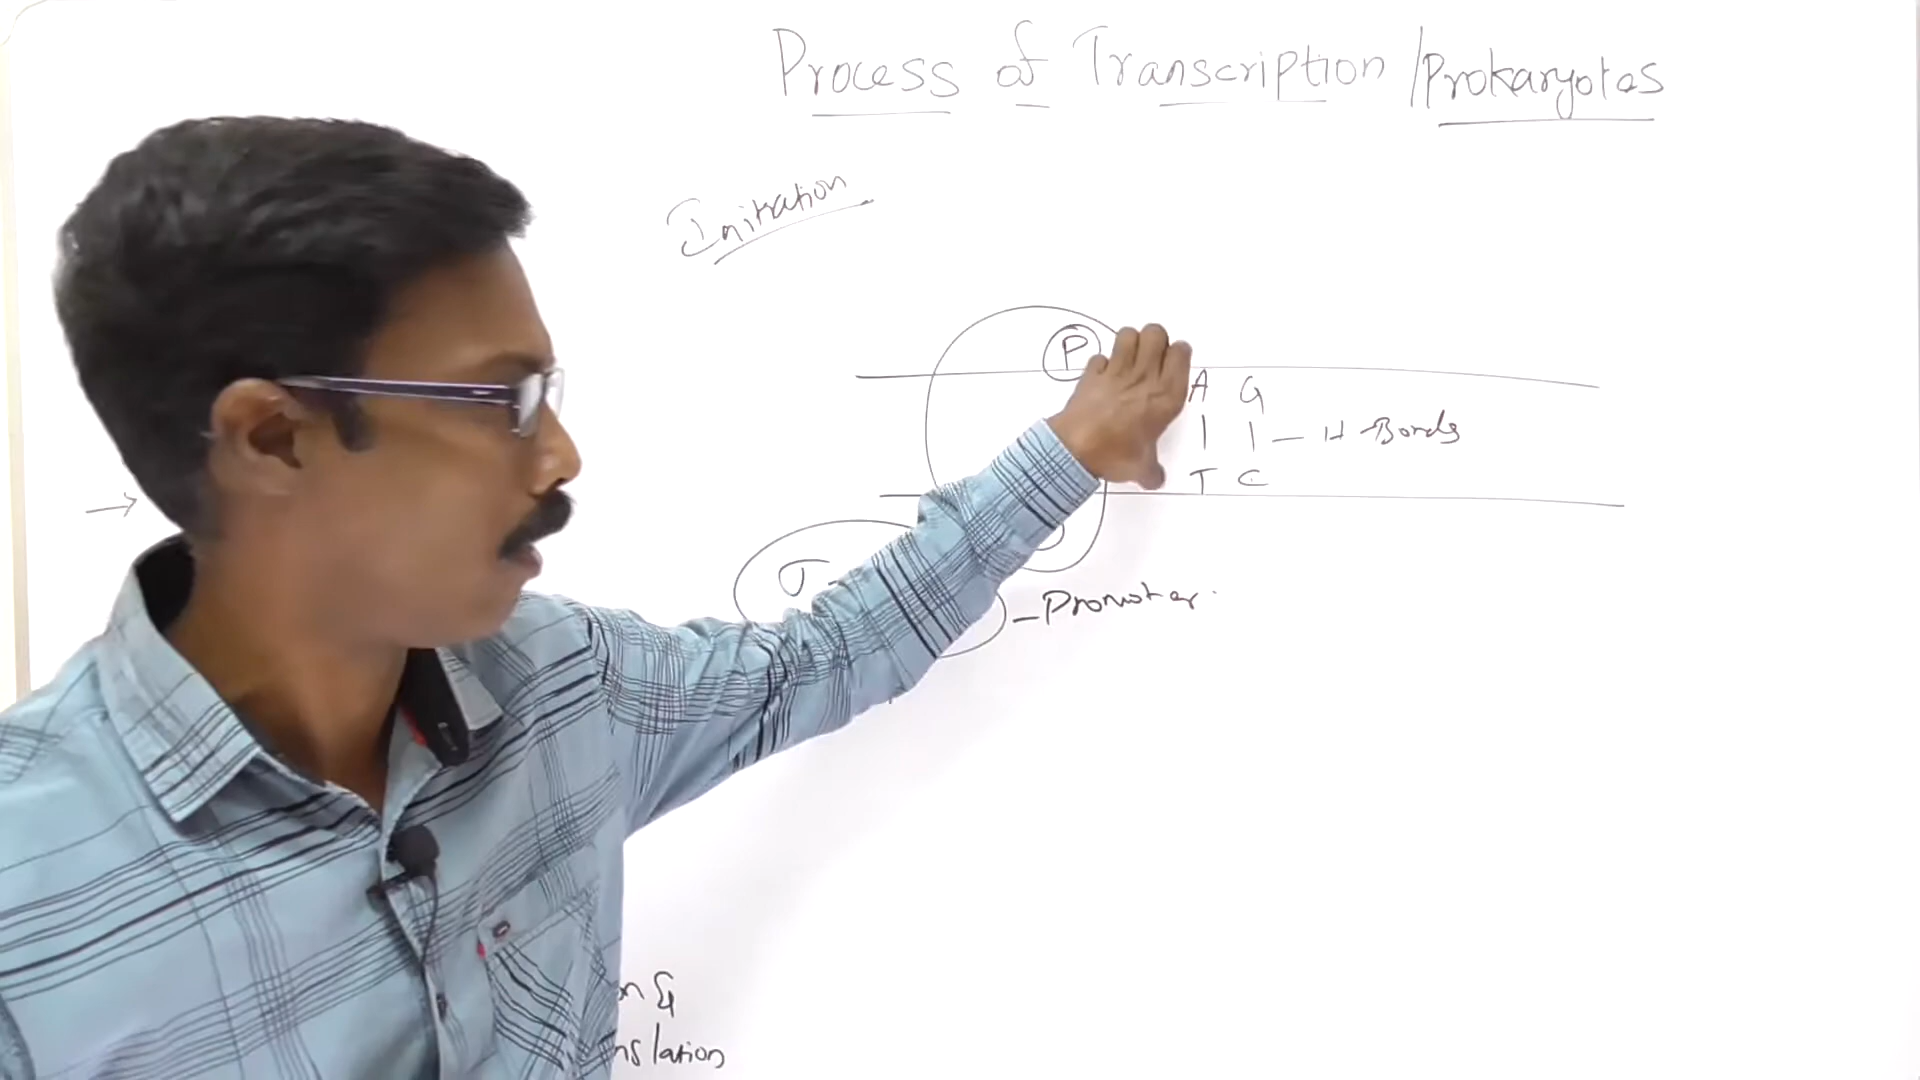 Process of Transcription / Prokaryotes
Initiation
P
A G
H-Bonds
T C
σ
Promoter
n &
nslation